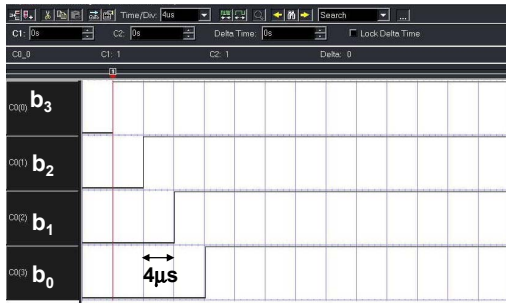 Time/Div: 4us Search ...
C1: 0s C2: 0s Delta Time: 0s Lock Delta Time
C0_0 C1: 1 C2: 1 Delta: 0
1
C0(0) b3
C0(1) b2
C0(2) b1
4μs
C0(3) b0